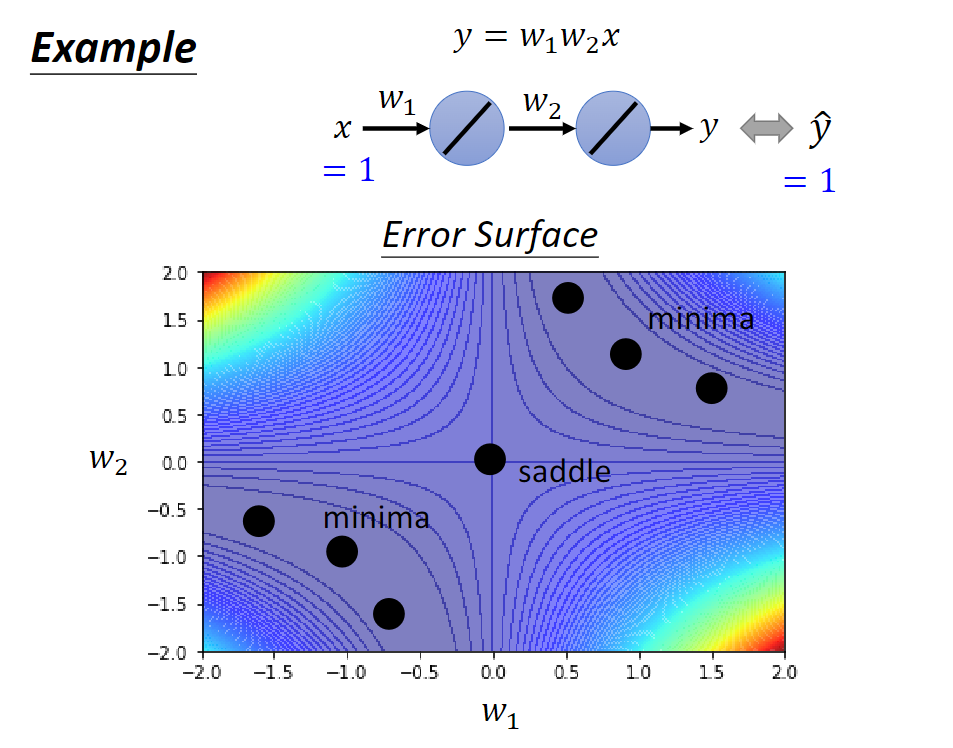 Example
y = w₁w₂x
w₁
w₂
x
y
ŷ
= 1
= 1
Error Surface
2.0
1.5
minima
1.0
0.5
w₂
0.0
saddle
−0.5
minima
−1.0
−1.5
−2.0
−2.0 −1.5 −1.0 −0.5 0.0 0.5 1.0 1.5 2.0
w₁